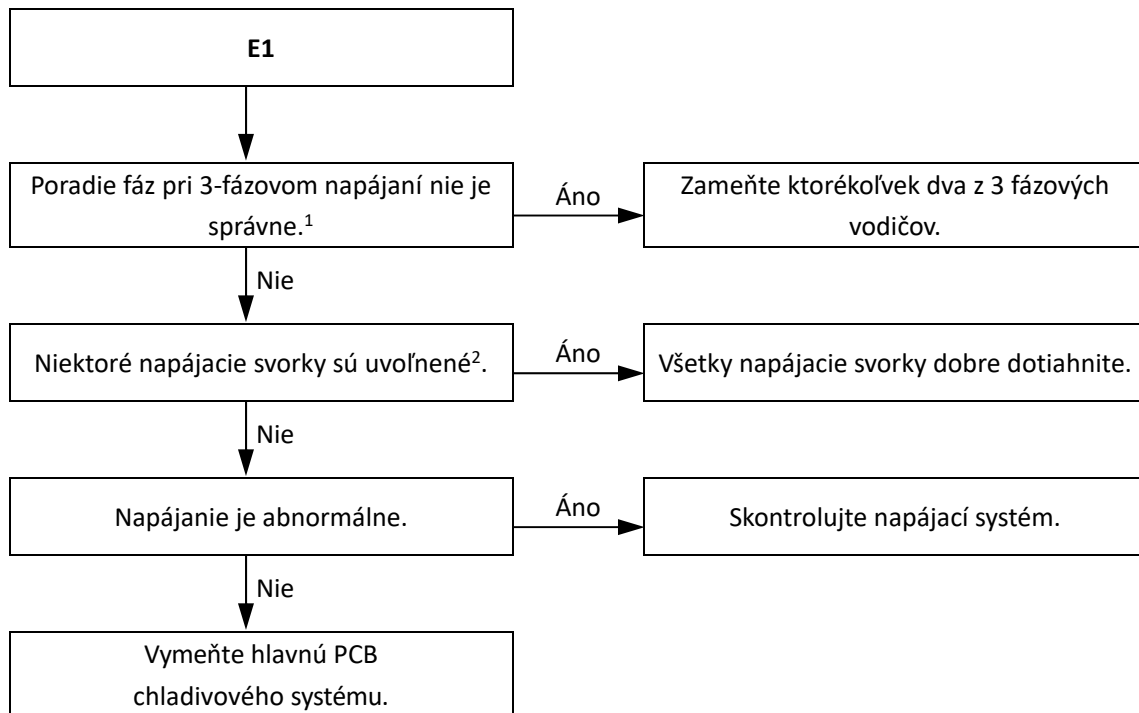 E1
Poradie fáz pri 3-fázovom napájaní nie je
správne.¹
Áno
Zameňte ktorékoľvek dva z 3 fázových
vodičov.
Nie
Niektoré napájacie svorky sú uvoľnené².
Áno
Všetky napájacie svorky dobre dotiahnite.
Nie
Napájanie je abnormálne.
Áno
Skontrolujte napájací systém.
Nie
Vymeňte hlavnú PCB
chladivového systému.